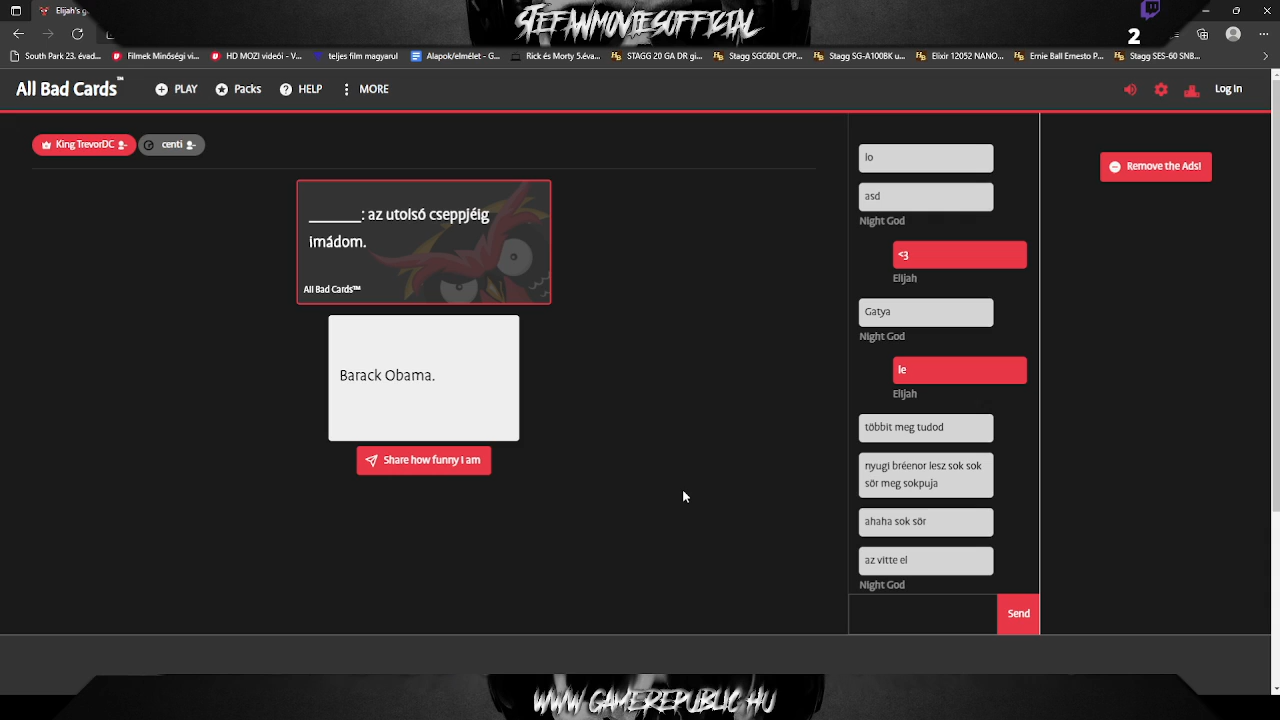 STEFANMOVIESOFFICIAL
Elijah's g
2
South Park 23. évad...
Filmek Minőségi vi...
HD MOZI videói - V...
teljes film magyarul
Alapok/elmélet - G...
Rick és Morty 5.éva...
STAGG 20 GA DR gi...
Stagg SGC6DL CPP...
Stagg SG-A100BK u...
Elixir 12052 NANO...
Ernie Ball Ernesto P...
Stagg SES-60 SNB...
All Bad Cards™
PLAY
Packs
HELP
MORE
Log In
King TrevorDC
centi
_______: az utolsó cseppjéig
imádom.
All Bad Cards™
Barack Obama.
Share how funny I am
lo
asd
Night God
<3
Elijah
Gatya
Night God
le
Elijah
többit meg tudod
nyugi bréenor lesz sok sok
sör meg sokpuja
ahaha sok sör
az vitte el
Night God
Send
Remove the Ads!
WWW GAMEREPUBLIC HU